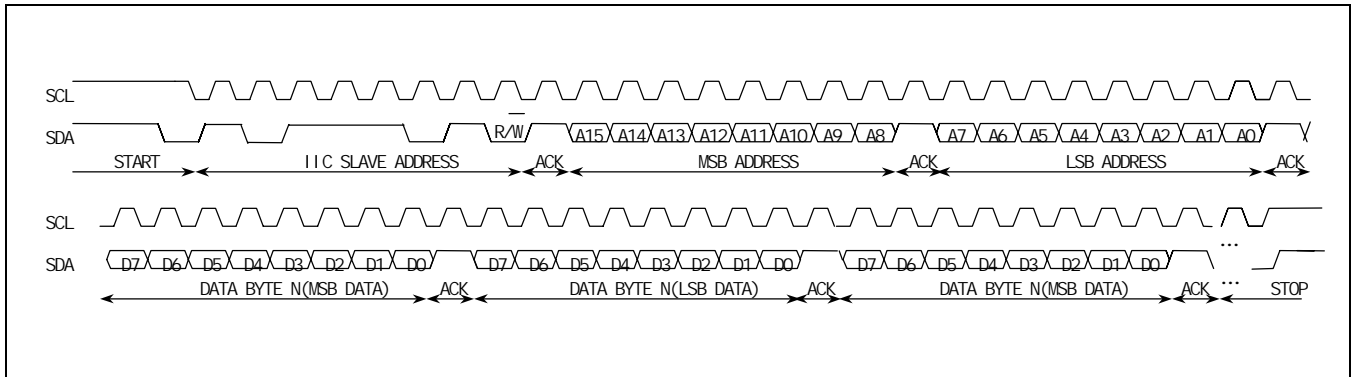 SCL
SDA R/W A15 A14 A13 A12 A11 A10 A9 A8 A7 A6 A5 A4 A3 A2 A1 A0
START IIC SLAVE ADDRESS ACK MSB ADDRESS ACK LSB ADDRESS ACK
SCL
...
SDA D7 D6 D5 D4 D3 D2 D1 D0 D7 D6 D5 D4 D3 D2 D1 D0 D7 D6 D5 D4 D3 D2 D1 D0
DATA BYTE N(MSB DATA) ACK DATA BYTE N(LSB DATA) ACK DATA BYTE N(MSB DATA) ACK ... STOP